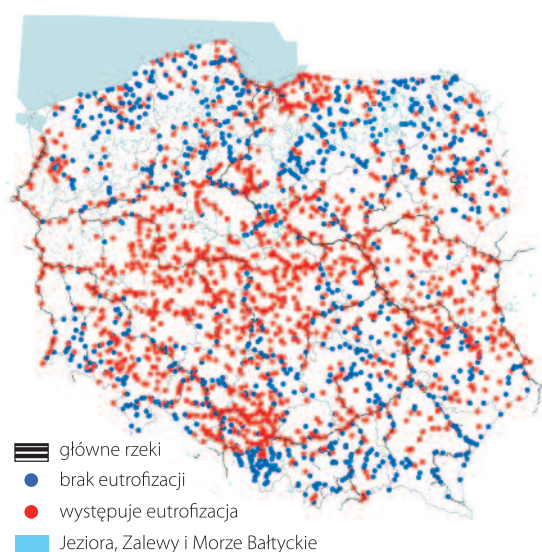 główne rzeki
brak eutrofizacji
występuje eutrofizacja
Jeziora, Zalewy i Morze Bałtyckie